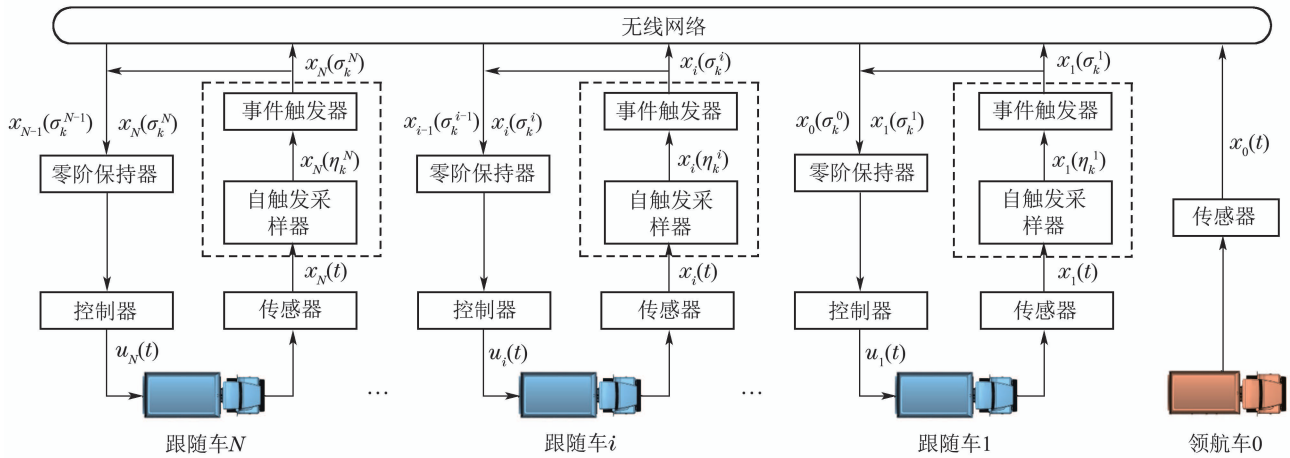 无线网络
x_N(σ_k^N)
x_i(σ_k^i)
x_1(σ_k^1)
事件触发器
事件触发器
事件触发器
x_{N-1}(σ_k^{N-1}) x_N(σ_k^N)
x_{i-1}(σ_k^{i-1}) x_i(σ_k^i)
x_0(σ_k^0) x_1(σ_k^1)
x_0(t)
零阶保持器
x_N(η_k^N)
零阶保持器
x_i(η_k^i)
零阶保持器
x_1(η_k^1)
自触发采
样器
自触发采
样器
自触发采
样器
传感器
x_N(t)
x_i(t)
x_1(t)
控制器
传感器
控制器
传感器
控制器
传感器
u_N(t)
u_i(t)
u_1(t)
…
…
跟随车N
跟随车i
跟随车1
领航车0